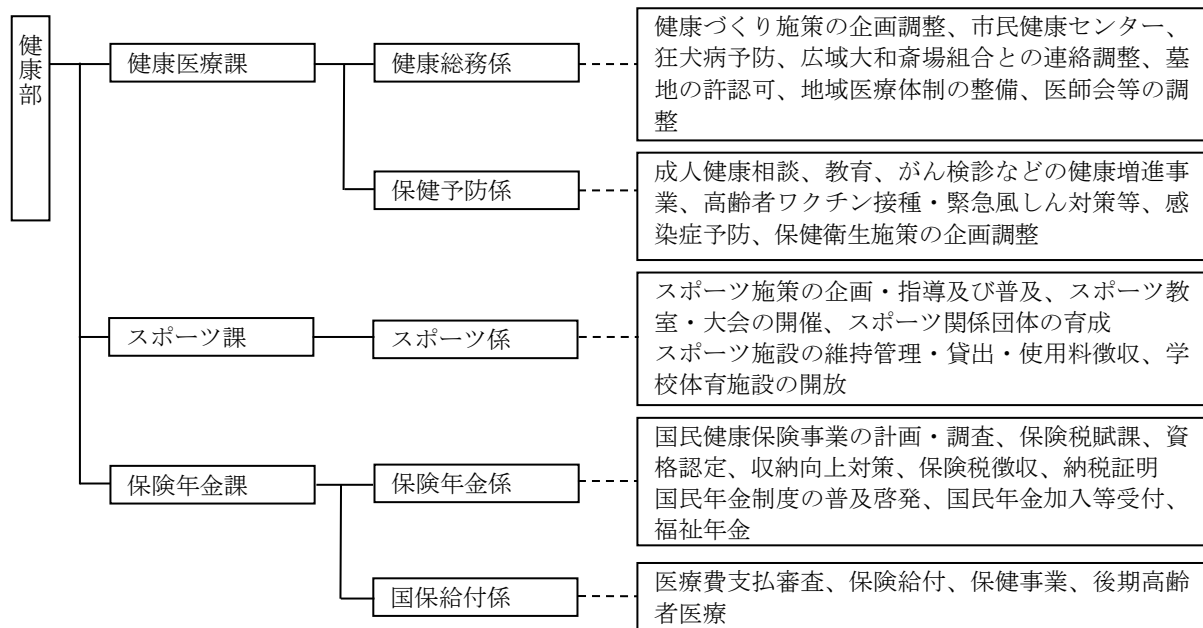 健康部
健康医療課
健康総務係
健康づくり施策の企画調整、市民健康センター、
狂犬病予防、広域大和斎場組合との連絡調整、墓
地の許認可、地域医療体制の整備、医師会等の調
整
保健予防係
成人健康相談、教育、がん検診などの健康増進事
業、高齢者ワクチン接種・緊急風しん対策等、感
染症予防、保健衛生施策の企画調整
スポーツ課
スポーツ係
スポーツ施策の企画・指導及び普及、スポーツ教
室・大会の開催、スポーツ関係団体の育成
スポーツ施設の維持管理・貸出・使用料徴収、学
校体育施設の開放
保険年金課
保険年金係
国民健康保険事業の計画・調査、保険税賦課、資
格認定、収納向上対策、保険税徴収、納税証明
国民年金制度の普及啓発、国民年金加入等受付、
福祉年金
国保給付係
医療費支払審査、保険給付、保健事業、後期高齢
者医療